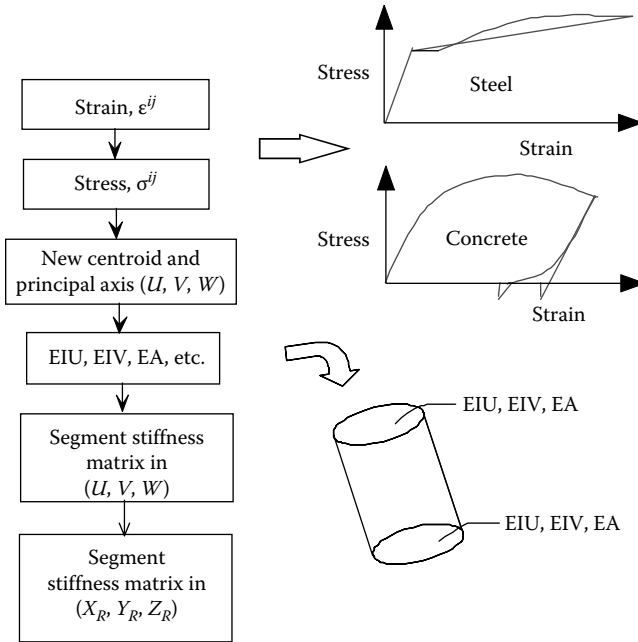 Strain, ε^{ij}
Stress, σ^{ij}
New centroid and
principal axis (U, V, W)
EIU, EIV, EA, etc.
Segment stiffness
matrix in
(U, V, W)
Segment
stiffness matrix in
(X_R, Y_R, Z_R)
Stress
Steel
Strain
Stress
Concrete
Strain
EIU, EIV, EA
EIU, EIV, EA